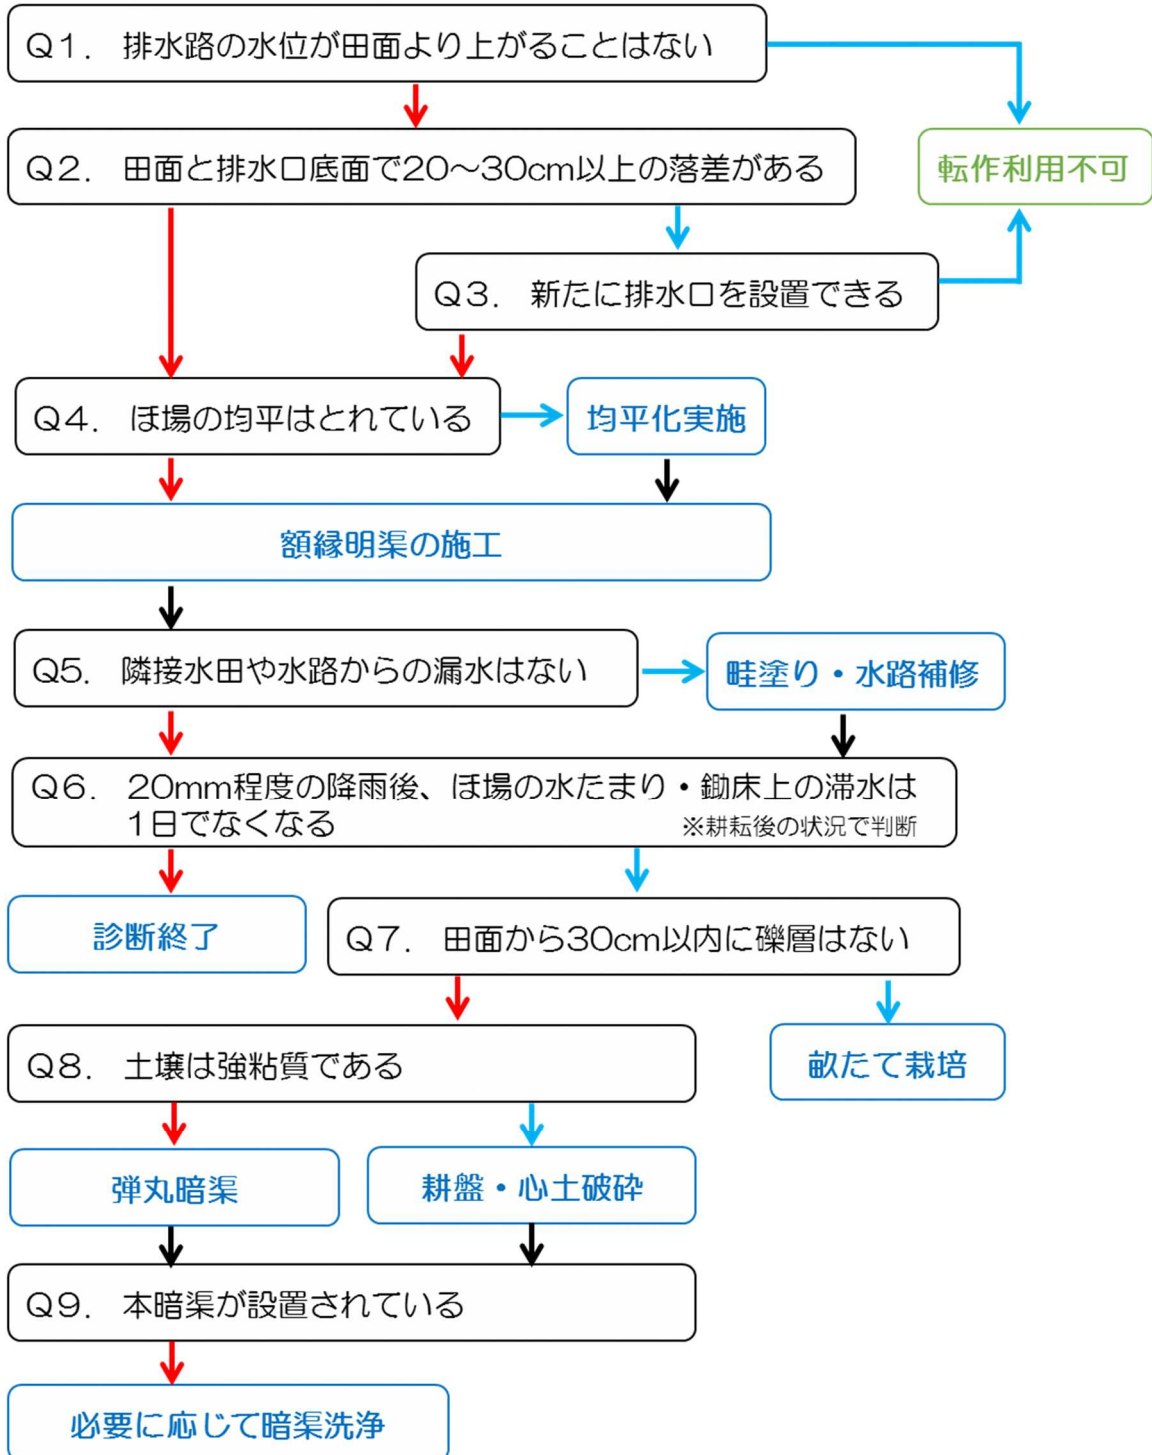 Q1. 排水路の水位が田面より上がることはない
Q2. 田面と排水口底面で20～30cm以上の落差がある
転作利用不可
Q3. 新たに排水口を設置できる
Q4. ほ場の均平はとれている
均平化実施
額縁明渠の施工
Q5. 隣接水田や水路からの漏水はない
畦塗り・水路補修
Q6. 20mm程度の降雨後、ほ場の水たまり・鋤床上の滞水は
1日でなくなる ※耕耘後の状況で判断
診断終了
Q7. 田面から30cm以内に礫層はない
Q8. 土壌は強粘質である
畝たて栽培
弾丸暗渠
耕盤・心土破砕
Q9. 本暗渠が設置されている
必要に応じて暗渠洗浄